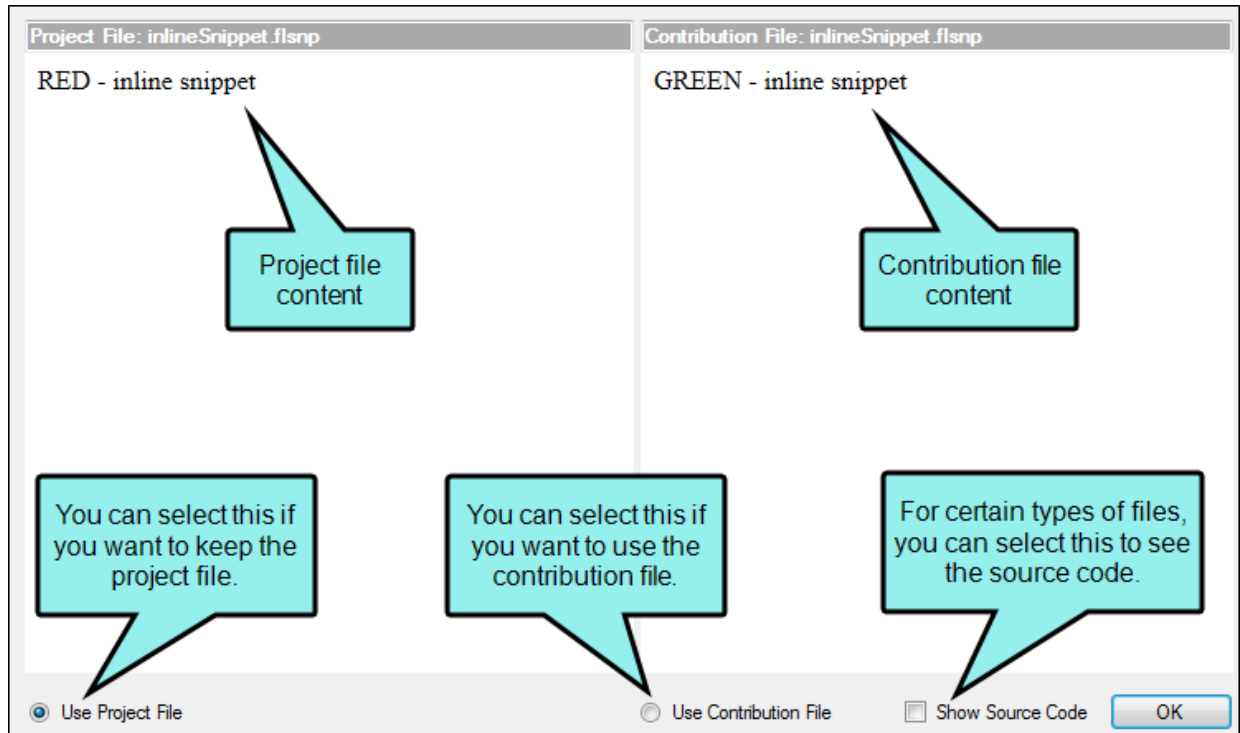 Project File: inlineSnippet.flsnp
Contribution File: inlineSnippet.flsnp
RED - inline snippet
GREEN - inline snippet
Project file
content
Contribution file
content
You can select this if
you want to keep the
project file.
You can select this if
you want to use the
contribution file.
For certain types of files,
you can select this to see
the source code.
Use Project File
Use Contribution File
Show Source Code
OK